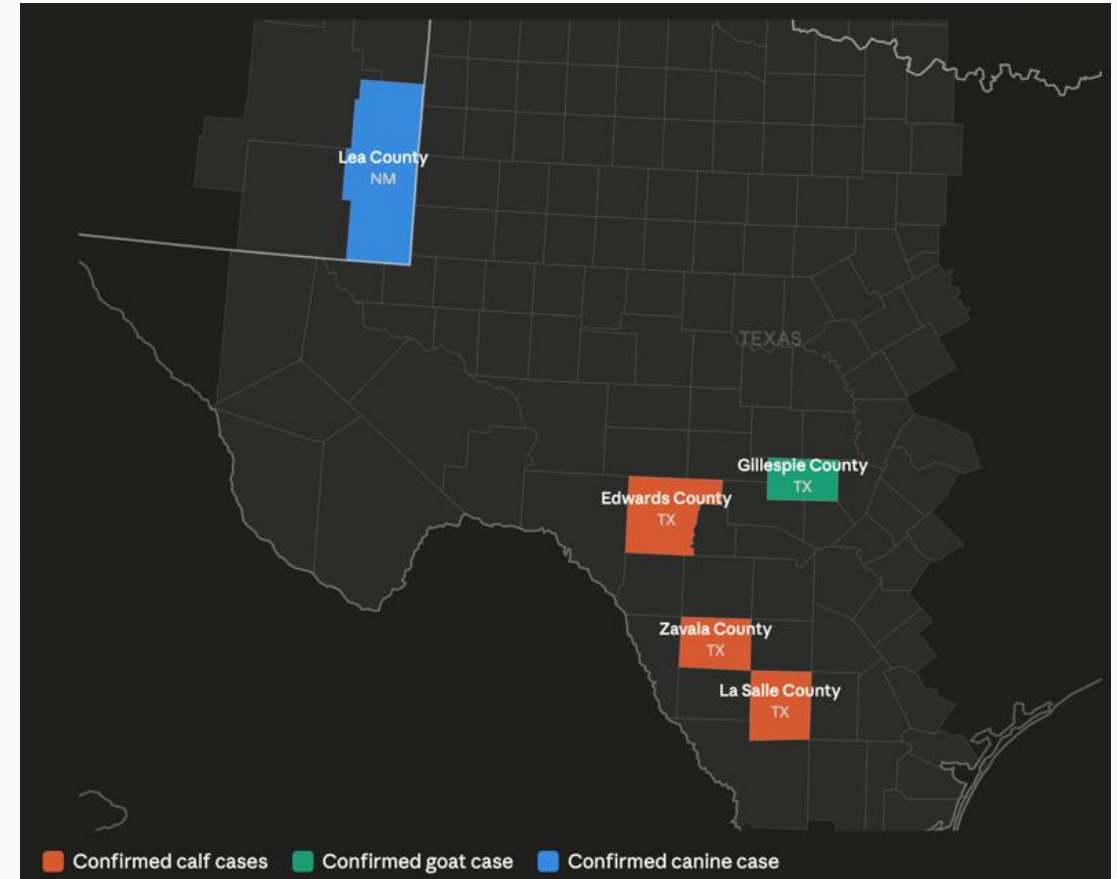 Lea County
NM
TEXAS
Gillespie County
TX
Edwards County
TX
Zavala County
TX
La Salle County
TX
Confirmed calf cases
Confirmed goat case
Confirmed canine case